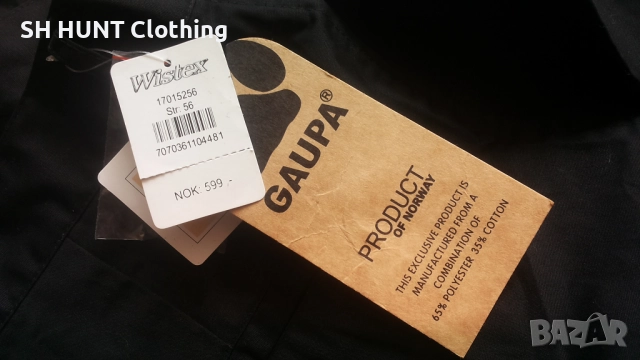 SH HUNT Clothing
Wistex
17015256
Str: 56
7070361104481
NOK: 599 .-
GAUPA®
PRODUCT
OF NORWAY
THIS EXCLUSIVE PRODUCT IS
MANUFACTURED FROM A
COMBINATION OF
65% POLYESTER 35% COTTON
BAZAR